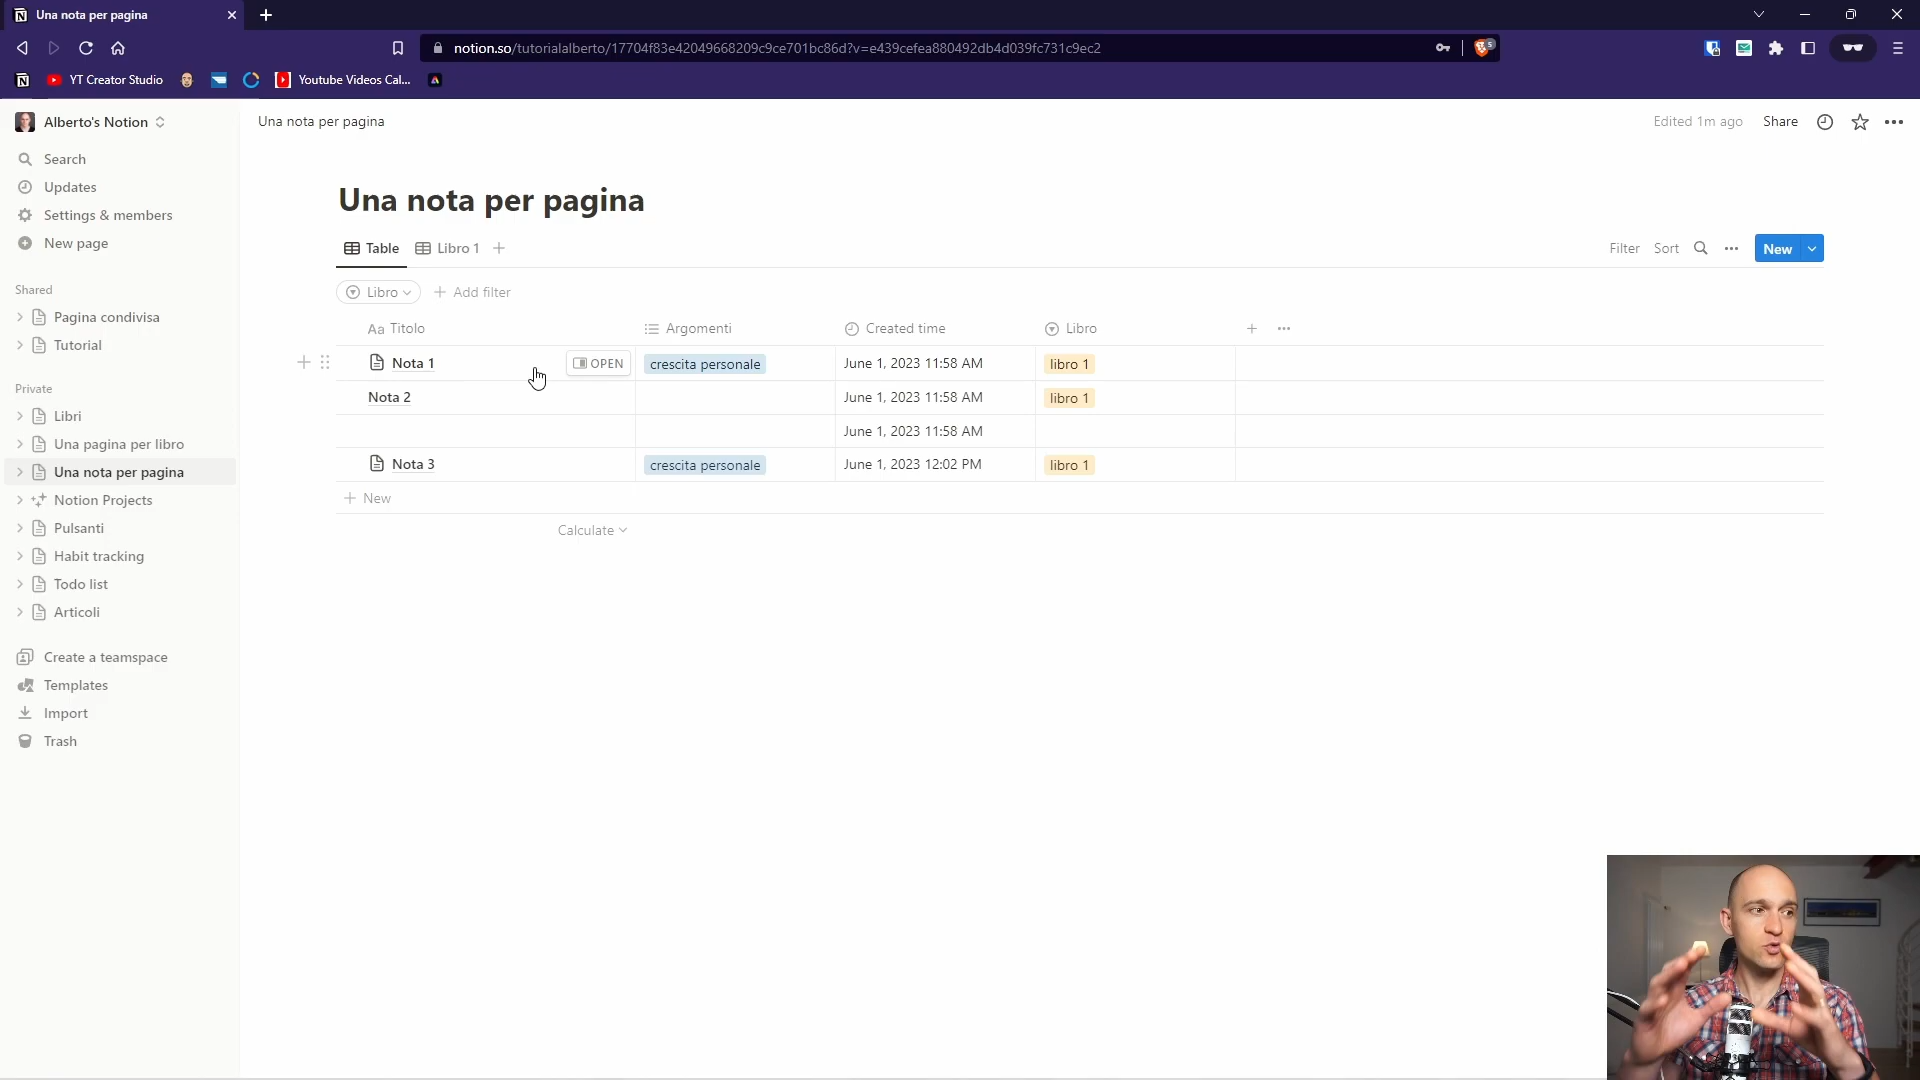 Una nota per pagina
notion.so/tutorialalberto/17704f83e42049668209c9ce701bc86d?v=e439cefea880492db4d039fc731c9ec2
5
YT Creator Studio
Youtube Videos Cal...
Alberto's Notion
Una nota per pagina
Edited 1m ago
Share
Search
Updates
Settings & members
New page
Shared
Pagina condivisa
Tutorial
Private
Libri
Una pagina per libro
Una nota per pagina
Notion Projects
Pulsanti
Habit tracking
Todo list
Articoli
Create a teamspace
Templates
Import
Trash
Una nota per pagina
Table
Libro 1
Filter
Sort
New
Libro
Add filter
Aa Titolo
Argomenti
Created time
Libro
Nota 1
OPEN
crescita personale
June 1, 2023 11:58 AM
libro 1
Nota 2
June 1, 2023 11:58 AM
libro 1
June 1, 2023 11:58 AM
Nota 3
crescita personale
June 1, 2023 12:02 PM
libro 1
New
Calculate